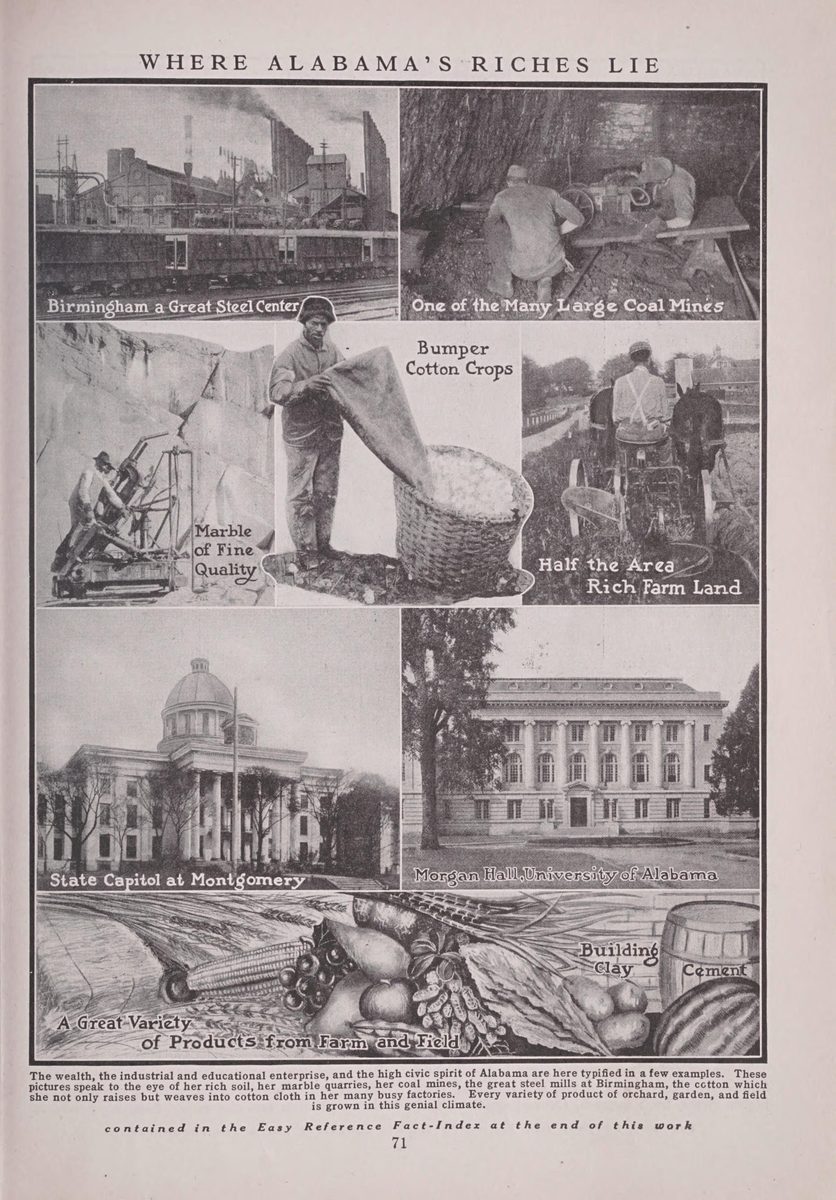 WHERE ALABAMA'S RICHES LIE
Birmingham a Great Steel Center
One of the Many Large Coal Mines
Bumper
Cotton Crops
Marble
of Fine
Quality
Half the Area
Rich Farm Land
State Capitol at Montgomery
Morgan Hall, University of Alabama
Building
Clay
Cement
A Great Variety
of Products from Farm and Field
The wealth, the industrial and educational enterprise, and the high civic spirit of Alabama are here typified in a few examples. These
pictures speak to the eye of her rich soil, her marble quarries, her coal mines, the great steel mills at Birmingham, the cotton which
she not only raises but weaves into cotton cloth in her many busy factories. Every variety of product of orchard, garden, and field
is grown in this genial climate.
contained in the Easy Reference Fact-Index at the end of this work
71